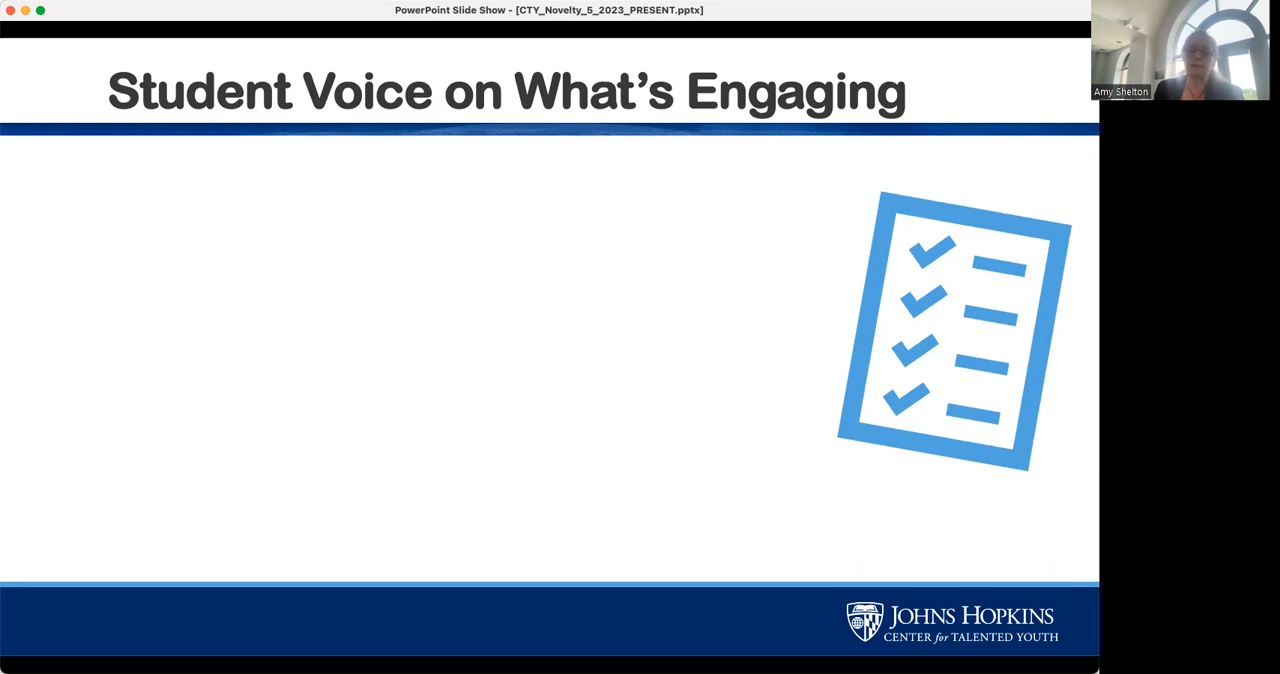 PowerPoint Slide Show - [CTY_Novelty_5_2023_PRESENT.pptx]
Amy Shelton
Student Voice on What's Engaging
JOHNS HOPKINS
CENTER for TALENTED YOUTH